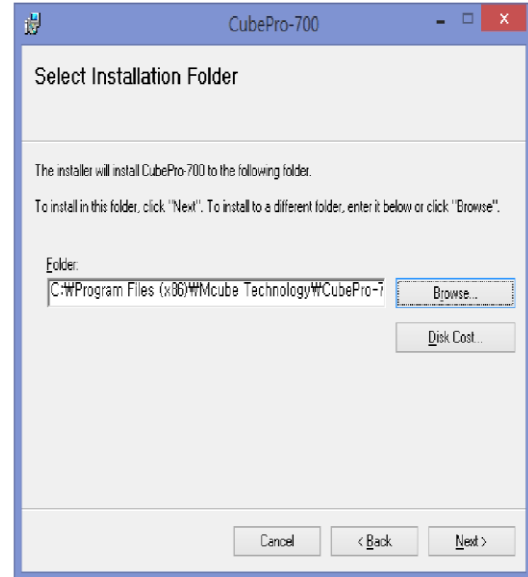 CubePro-700
X
Select Installation Folder
The installer will install CubePro-700 to the following folder.
To install in this folder, click "Next". To install to a different folder, enter it below or click "Browse".
Folder:
C:₩Program Files (x86)₩Mcube Technology₩CubePro-7
Browse...
Disk Cost...
Cancel
< Back
Next >